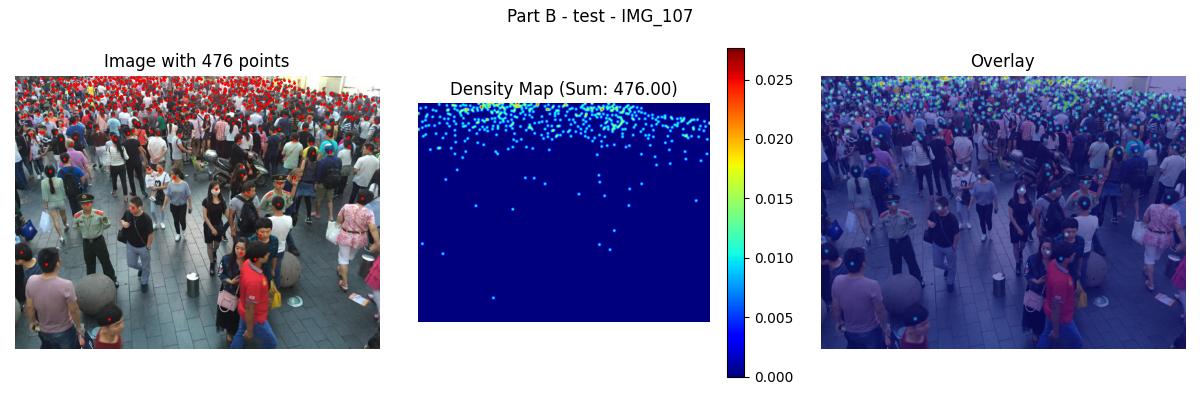 Part B - test - IMG_107
Image with 476 points
Density Map (Sum: 476.00)
Overlay
0.025
0.020
0.015
0.010
0.005
0.000